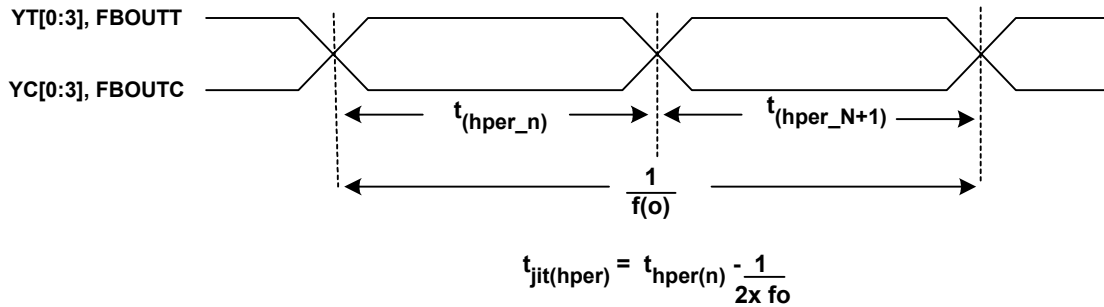 YT[0:3], FBOUTT
YC[0:3], FBOUTC
t(hper_n)
t(hper_N+1)
1
f(o)
tjit(hper) = thper(n) - 1
2x fo